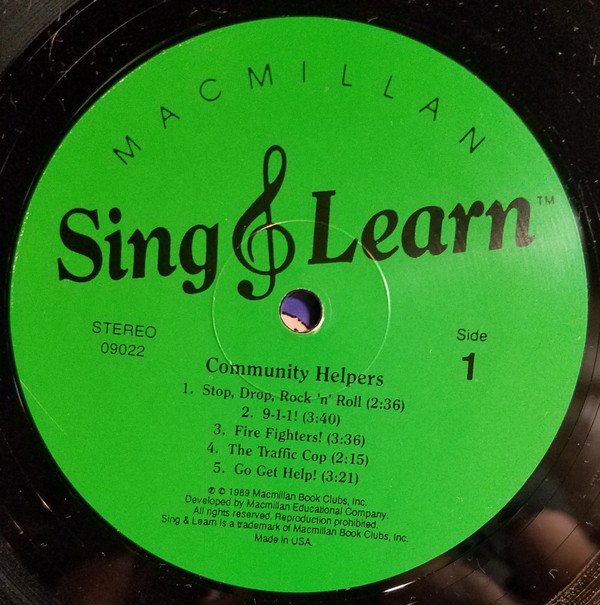 MACMILLAN
Sing & Learn™
STEREO
09022
Side
1
Community Helpers
1. Stop, Drop, Rock 'n' Roll (2:36)
2. 9-1-1! (3:40)
3. Fire Fighters! (3:36)
4. The Traffic Cop (2:15)
5. Go Get Help! (3:21)
℗ © 1989 Macmillan Book Clubs, Inc.
Developed by Macmillan Educational Company.
All rights reserved. Reproduction prohibited.
Sing & Learn is a trademark of Macmillan Book Clubs, Inc.
Made in USA.